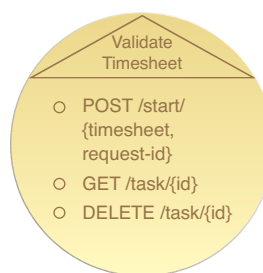 Validate
Timesheet
○ POST /start/
{timesheet,
request-id}
○ GET /task/{id}
○ DELETE /task/{id}